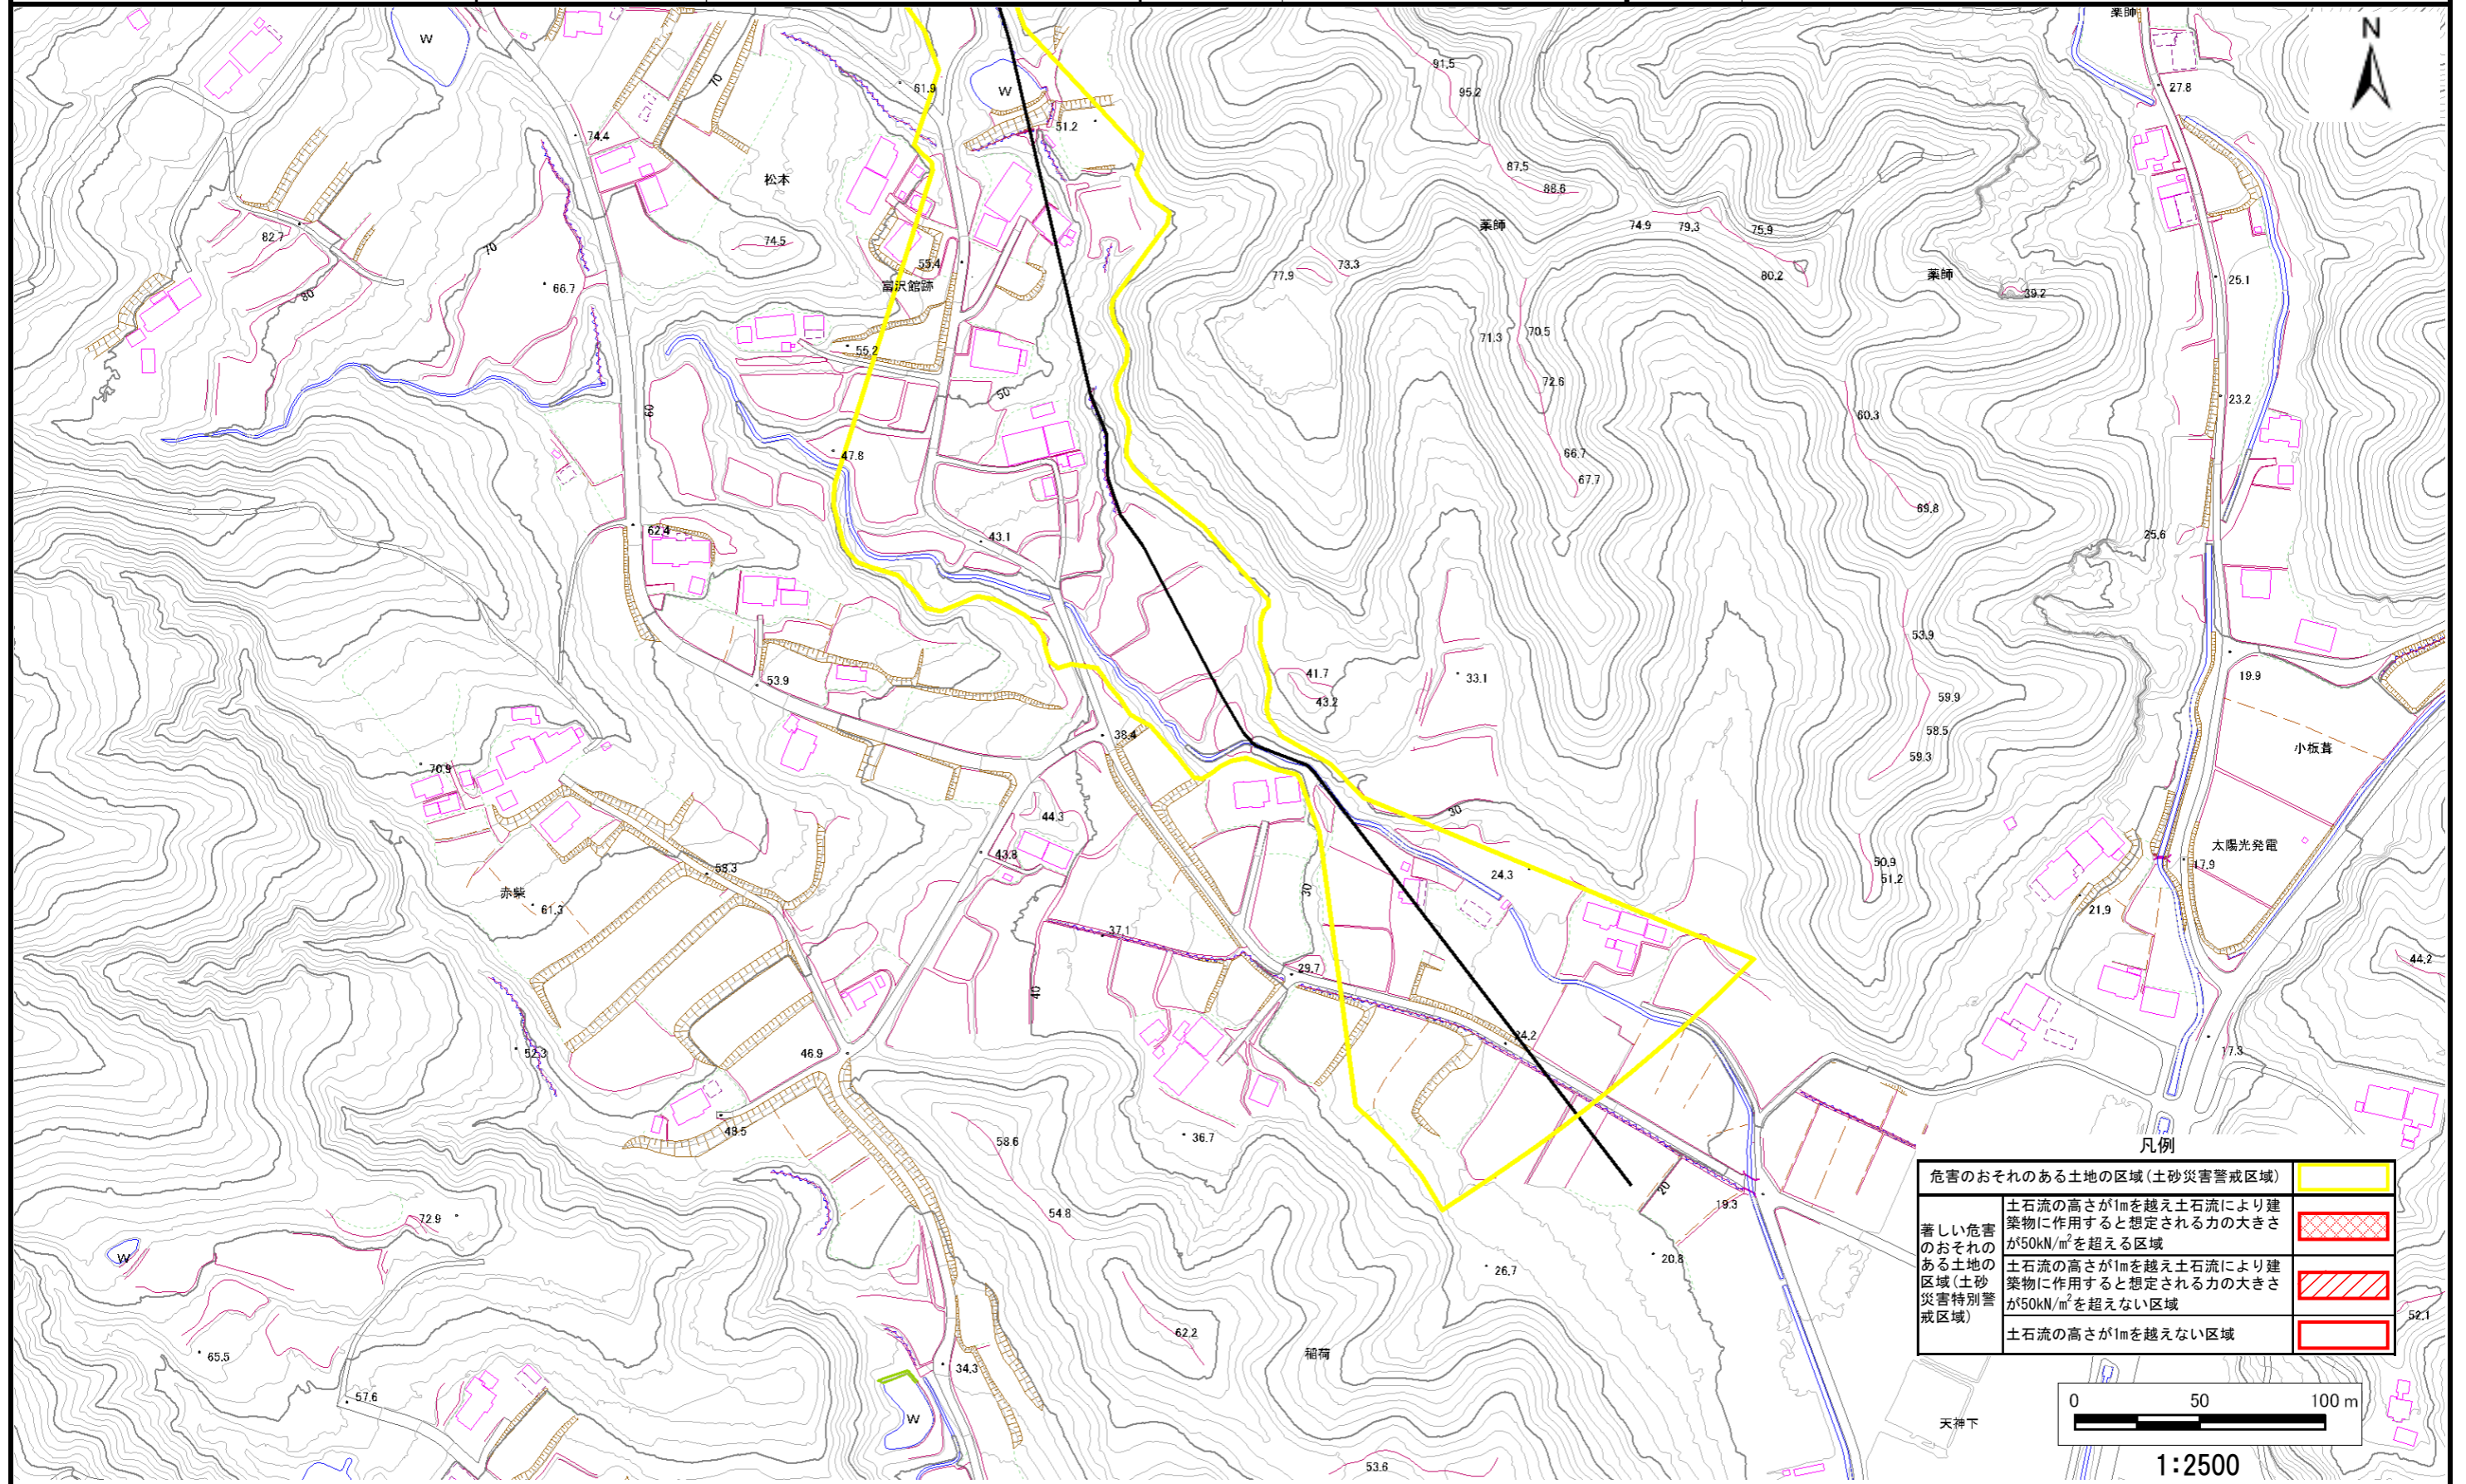 薬師
N
W
70
91.5
61.9
W
95.2
27.8
51.2
74.4
松本
87.5
88.6
薬師
74.9
79.3
75.9
82.7
70
74.5
55.4
77.9
73.3
80.2
薬師
39.2
25.1
80
66.7
富沢館跡
71.3
70.5
55.2
72.6
50
60
60.3
23.2
47.8
66.7
67.7
69.8
62.4
43.1
25.6
53.9
53.9
41.7
43.2
33.1
59.9
19.9
38.4
58.5
59.3
小板葺
70.9
44.3
30
43.8
太陽光発電
17.9
58.3
24.3
50.9
51.2
赤柴
61.3
30
21.9
37.1
29.7
44.2
40
52.3
46.9
24.2
17.3
48.5
58.6
36.7
54.8
20
19.3
72.9
W
20.8
26.7
65.5
62.2
稲荷
57.6
34.3
W
53.6
52.1
天神下
凡例
危害のおそれのある土地の区域(土砂災害警戒区域)
著しい危害
のおそれの
ある土地の
区域(土砂
災害特別警
戒区域)
土石流の高さが1mを越え土石流により建
築物に作用すると想定される力の大きさ
が50kN/m²を超える区域
土石流の高さが1mを越え土石流により建
築物に作用すると想定される力の大きさ
が50kN/m²を超えない区域
土石流の高さが1mを越えない区域
0 50 100 m
1:2500